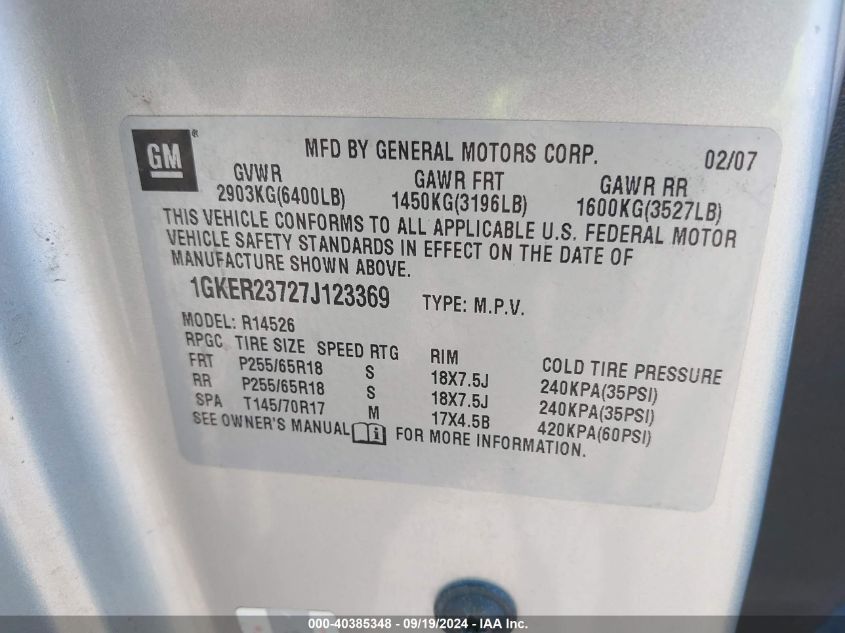 GM® MFD BY GENERAL MOTORS CORP. 02/07
GVWR GAWR FRT GAWR RR
2903KG(6400LB) 1450KG(3196LB) 1600KG(3527LB)
THIS VEHICLE CONFORMS TO ALL APPLICABLE U.S. FEDERAL MOTOR
VEHICLE SAFETY STANDARDS IN EFFECT ON THE DATE OF
MANUFACTURE SHOWN ABOVE.
1GKER23727J123369 TYPE: M.P.V.
MODEL: R14526
RPGC TIRE SIZE SPEED RTG RIM COLD TIRE PRESSURE
FRT P255/65R18 S 18X7.5J 240KPA(35PSI)
RR P255/65R18 S 18X7.5J 240KPA(35PSI)
SPA T145/70R17 M 17X4.5B 420KPA(60PSI)
SEE OWNER'S MANUAL FOR MORE INFORMATION.
000-40385348 - 09/19/2024 - IAA Inc.